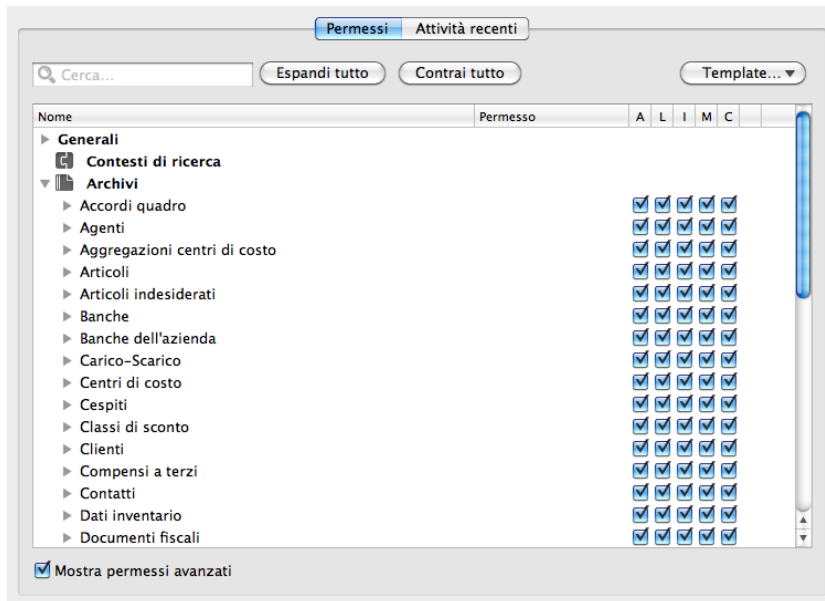 Permessi Attività recenti
Cerca... Espandi tutto Contrai tutto Template...
Nome Permesso A L I M C
Generali
Contesti di ricerca
Archivi
Accordi quadro
Agenti
Aggregazioni centri di costo
Articoli
Articoli indesiderati
Banche
Banche dell'azienda
Carico-Scarico
Centri di costo
Cespiti
Classi di sconto
Clienti
Compensi a terzi
Contatti
Dati inventario
Documenti fiscali
Mostra permessi avanzati